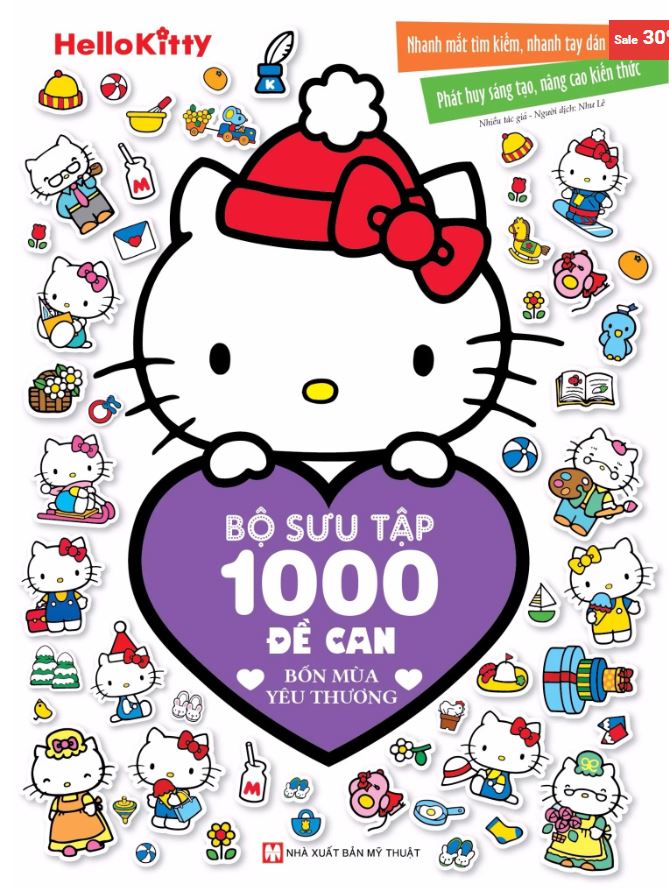 HelloKitty
Nhanh mắt tìm kiếm, nhanh tay dán
Sale 30
Phát huy sáng tạo, nâng cao kiến thức
Nhiều tác giả - Người dịch: Như Lê
K
M
BỘ SƯU TẬP
1000
ĐỀ CAN
BỐN MÙA
YÊU THƯƠNG
M
NHÀ XUẤT BẢN MỸ THUẬT